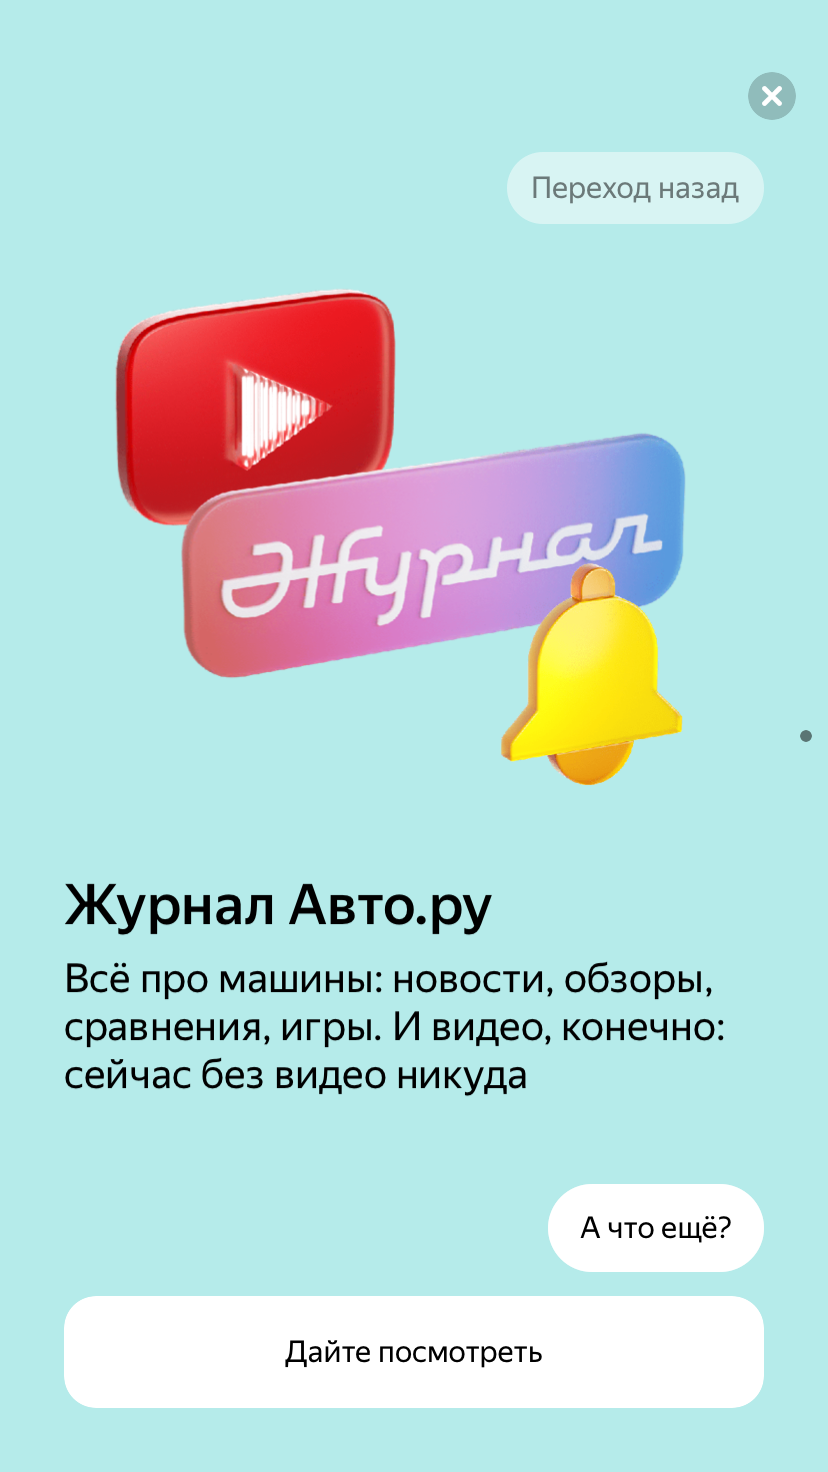 Переход назад
Журнал
Журнал Авто.ру
Всё про машины: новости, обзоры,
сравнения, игры. И видео, конечно:
сейчас без видео никуда
А что ещё?
Дайте посмотреть